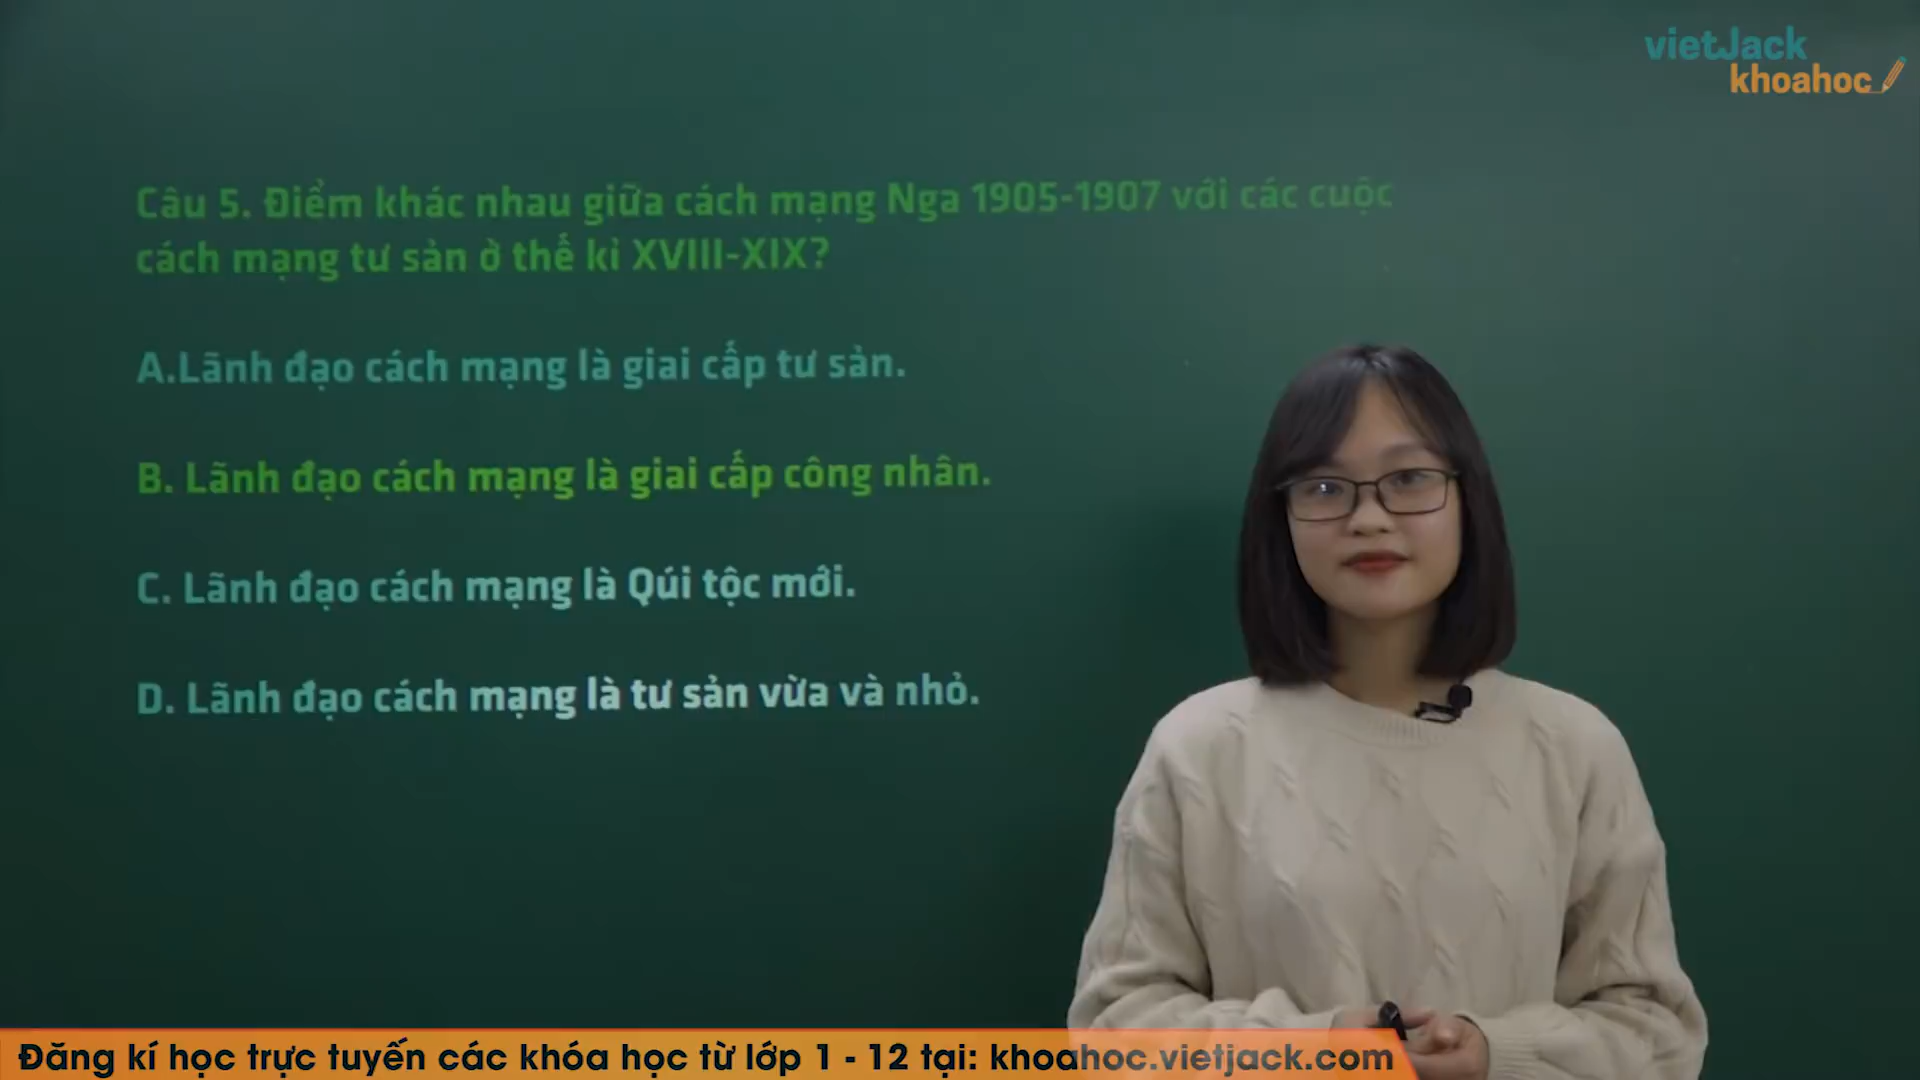 vietJack
khoahoc
Câu 5. Điểm khác nhau giữa cách mạng Nga 1905-1907 với các cuộc
cách mạng tư sản ở thế kỉ XVIII-XIX?
A.Lãnh đạo cách mạng là giai cấp tư sản.
B. Lãnh đạo cách mạng là giai cấp công nhân.
C. Lãnh đạo cách mạng là Qúi tộc mới.
D. Lãnh đạo cách mạng là tư sản vừa và nhỏ.
Đăng kí học trực tuyến các khóa học từ lớp 1 - 12 tại: khoahoc.vietjack.com